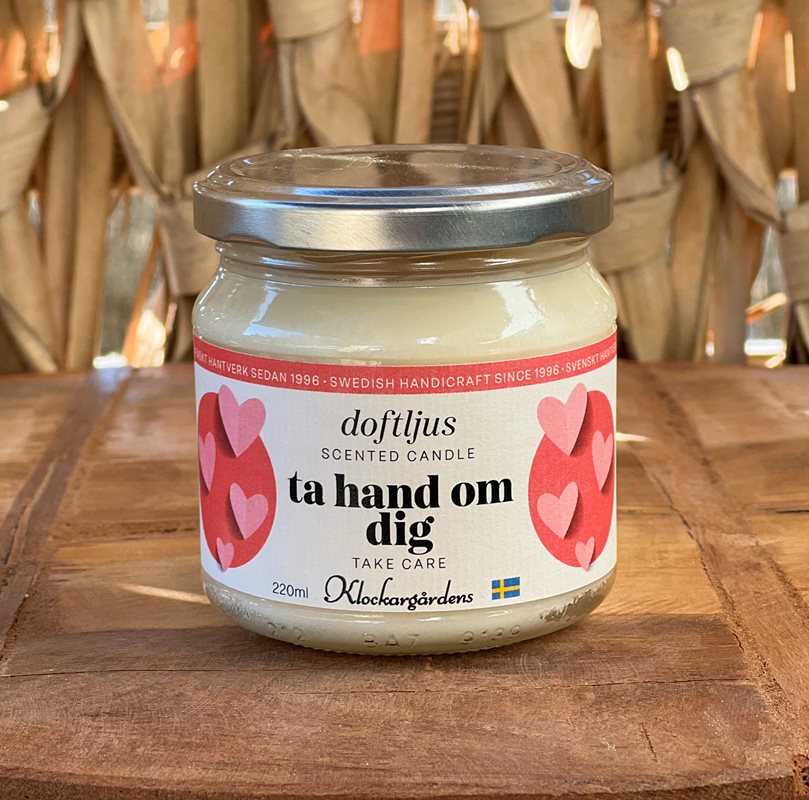 HANTVERK SEDAN 1996 · SWEDISH HANDICRAFT SINCE 1996 · SVENSKT
doftljus
SCENTED CANDLE
ta hand om
dig
TAKE CARE
220ml Klockargårdens